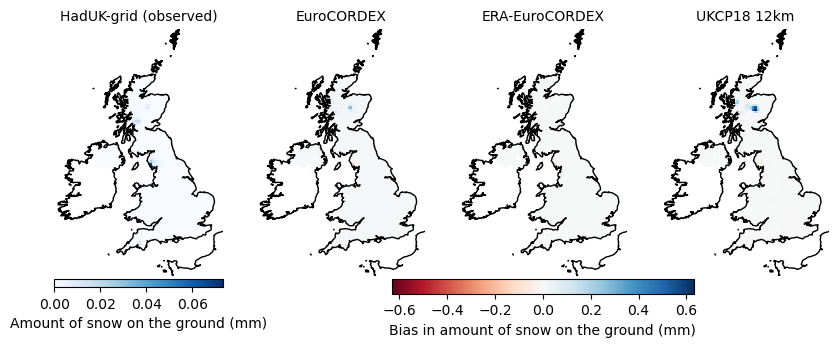 HadUK-grid (observed) EuroCORDEX ERA-EuroCORDEX UKCP18 12km
0.00 0.02 0.04 0.06
Amount of snow on the ground (mm)
−0.6 −0.4 −0.2 0.0 0.2 0.4 0.6
Bias in amount of snow on the ground (mm)